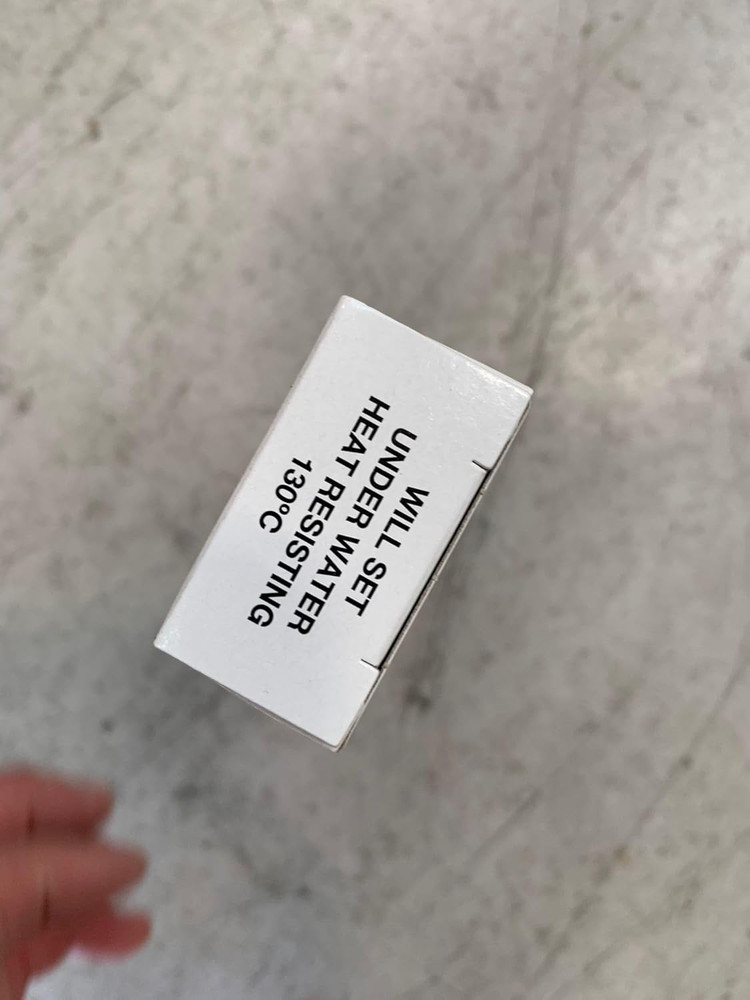 WILL SET
UNDER WATER
HEAT RESISTING
130°C